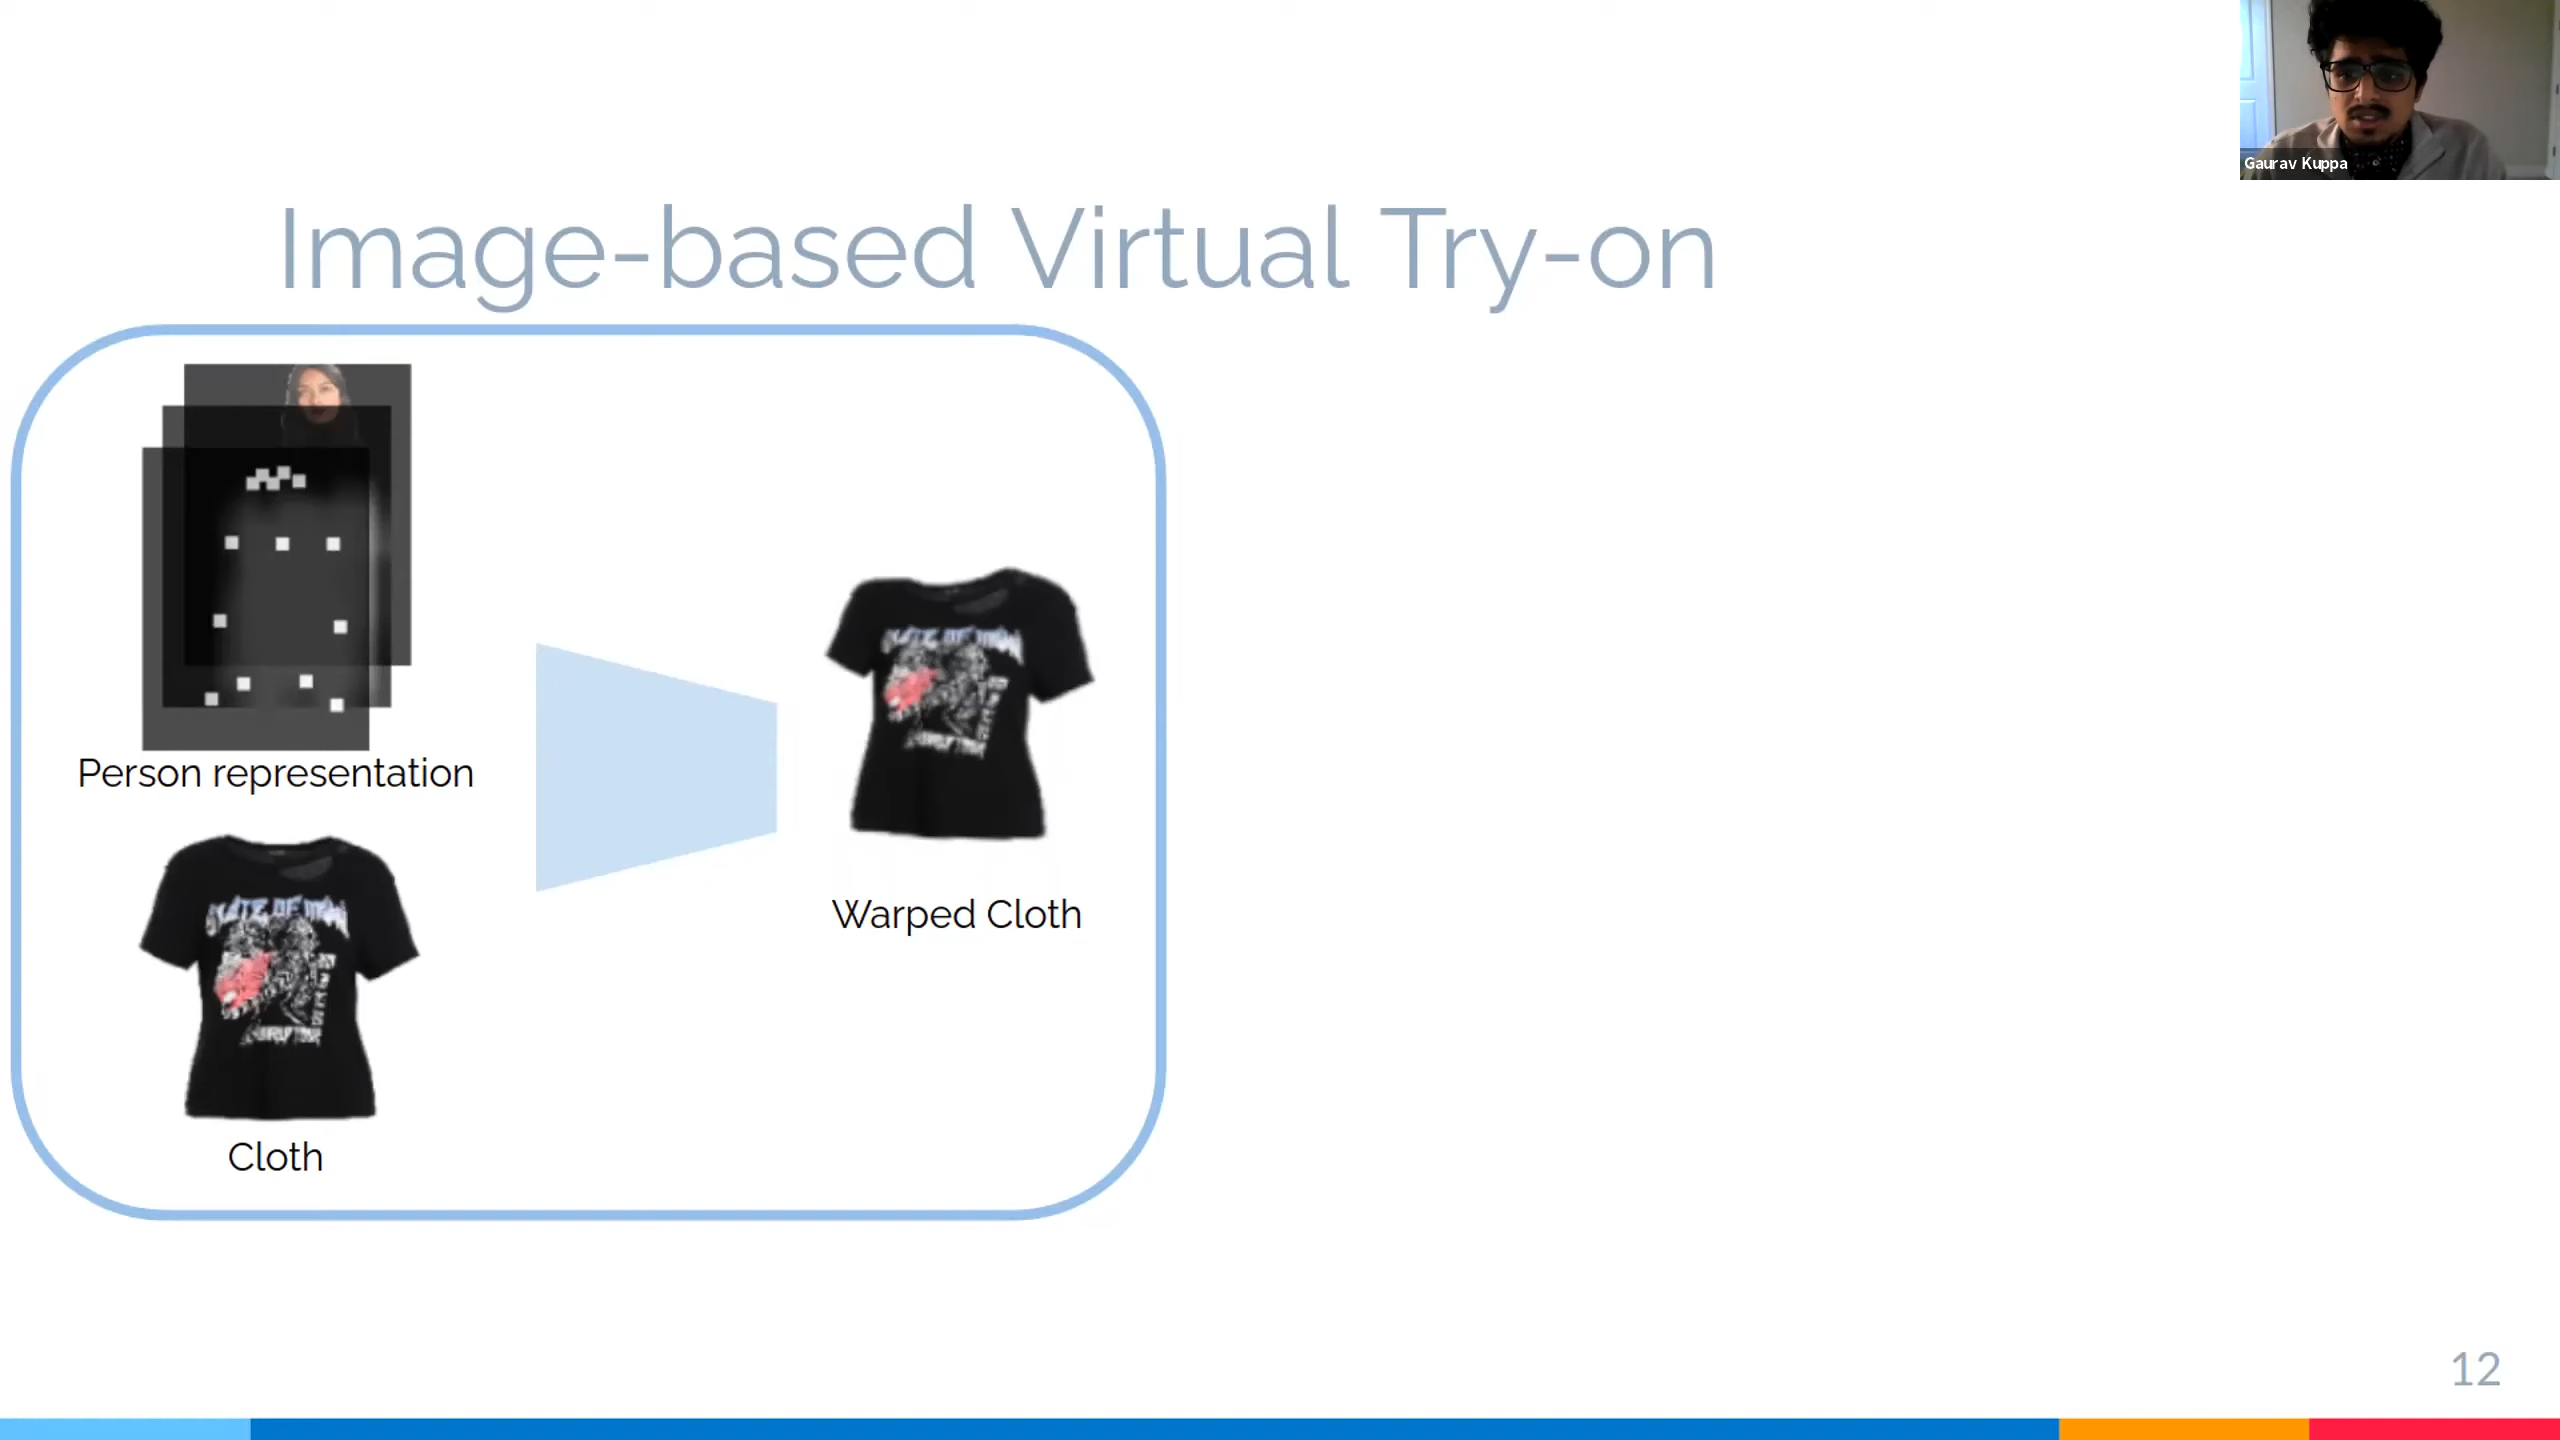 Gaurav Kuppa
Image-based Virtual Try-on
Person representation
Warped Cloth
Cloth
12